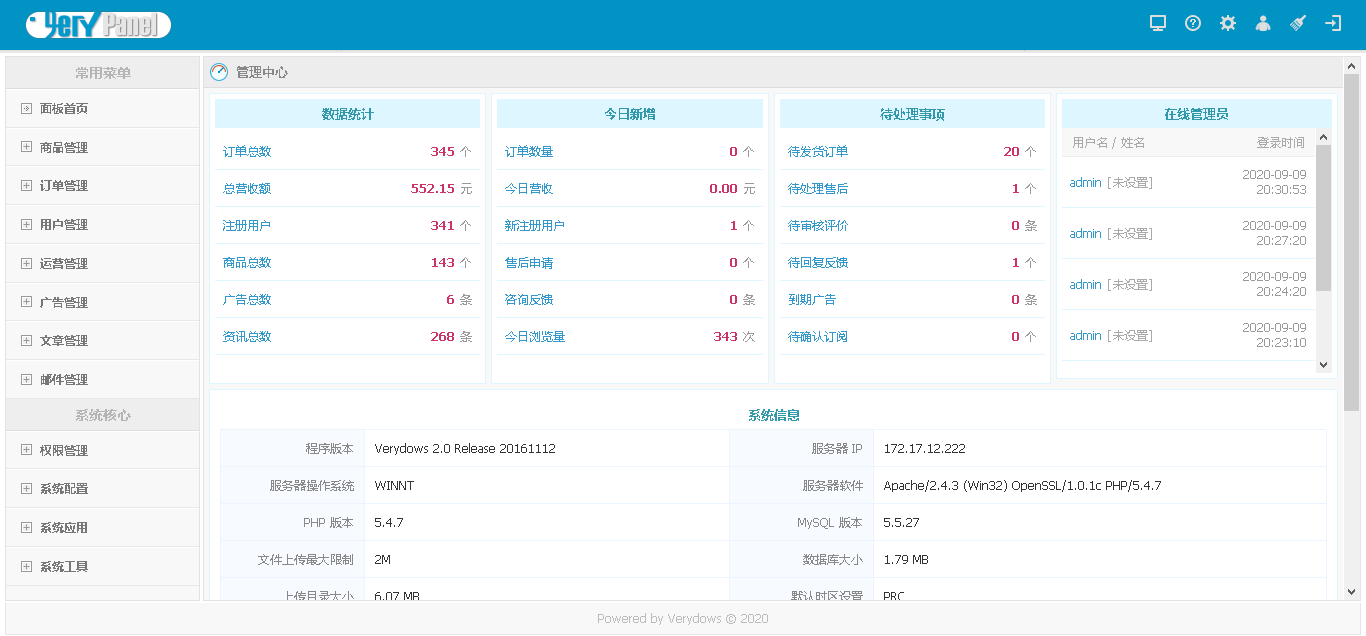 VeryPanel
常用菜单
面板首页
商品管理
订单管理
用户管理
运营管理
广告管理
文章管理
邮件管理
系统核心
权限管理
系统配置
系统应用
系统工具
管理中心
数据统计
订单总数 345 个
总营收额 552.15 元
注册用户 341 个
商品总数 143 个
广告总数 6 条
资讯总数 268 条
今日新增
订单数量 0 个
今日营收 0.00 元
新注册用户 1 个
售后申请 0 个
咨询反馈 0 条
今日浏览量 343 次
待处理事项
待发货订单 20 个
待处理售后 1 个
待审核评价 0 条
待回复反馈 1 个
到期广告 0 条
待确认订阅 0 个
在线管理员
用户名 / 姓名 登录时间
admin [未设置] 2020-09-09
20:30:53
admin [未设置] 2020-09-09
20:27:20
admin [未设置] 2020-09-09
20:24:20
admin [未设置] 2020-09-09
20:23:10
系统信息
程序版本 Verydows 2.0 Release 20161112 服务器 IP 172.17.12.222
服务器操作系统 WINNT 服务器软件 Apache/2.4.3 (Win32) OpenSSL/1.0.1c PHP/5.4.7
PHP 版本 5.4.7 MySQL 版本 5.5.27
文件上传最大限制 2M 数据库大小 1.79 MB
上传目录大小 6.07 MB 默认时区设置 PRC
Powered by Verydows © 2020